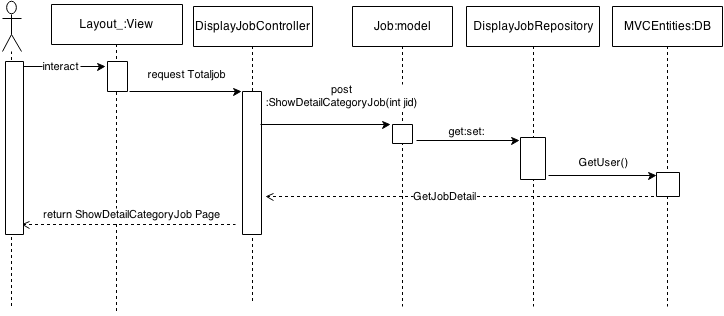 Layout_:View
DisplayJobController
Job:model
DisplayJobRepository
MVCEntities:DB
interact
request Totaljob
post
:ShowDetailCategoryJob(int jid)
get:set:
GetUser()
GetJobDetail
return ShowDetailCategoryJob Page